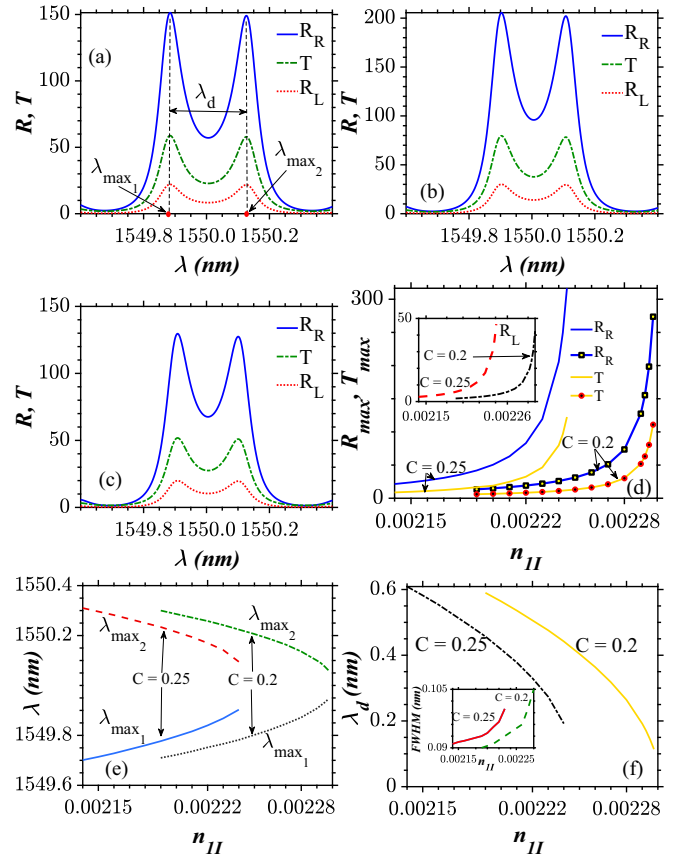 150
100
50
0
R, T
(a)
R_R
T
R_L
λ_d
λ_max_1
λ_max_2
1549.8 1550.0 1550.2
λ (nm)
200
150
100
50
0
R, T
(b)
R_R
T
R_L
1549.8 1550.0 1550.2
λ (nm)
150
100
50
0
R, T
(c)
R_R
T
R_L
1549.8 1550.0 1550.2
λ (nm)
300
0
R_max, T_max
50
0
R_L
C = 0.2
C = 0.25
0.00215 0.00226
R_R
R_R
T
T
C = 0.2
C = 0.25
(d)
0.00215 0.00222 0.00228
n_1I
1550.4
1550.2
1549.8
1549.6
λ (nm)
λ_max_2
λ_max_2
C = 0.25
C = 0.2
λ_max_1
λ_max_1
(e)
0.00215 0.00222 0.00228
n_1I
0.6
0.4
0.2
0
λ_d (nm)
C = 0.25
C = 0.2
0.105
0.09
FWHM (nm)
C = 0.2
C = 0.25
0.00215 0.00225
n_1I
(f)
0.00215 0.00222 0.00228
n_1I